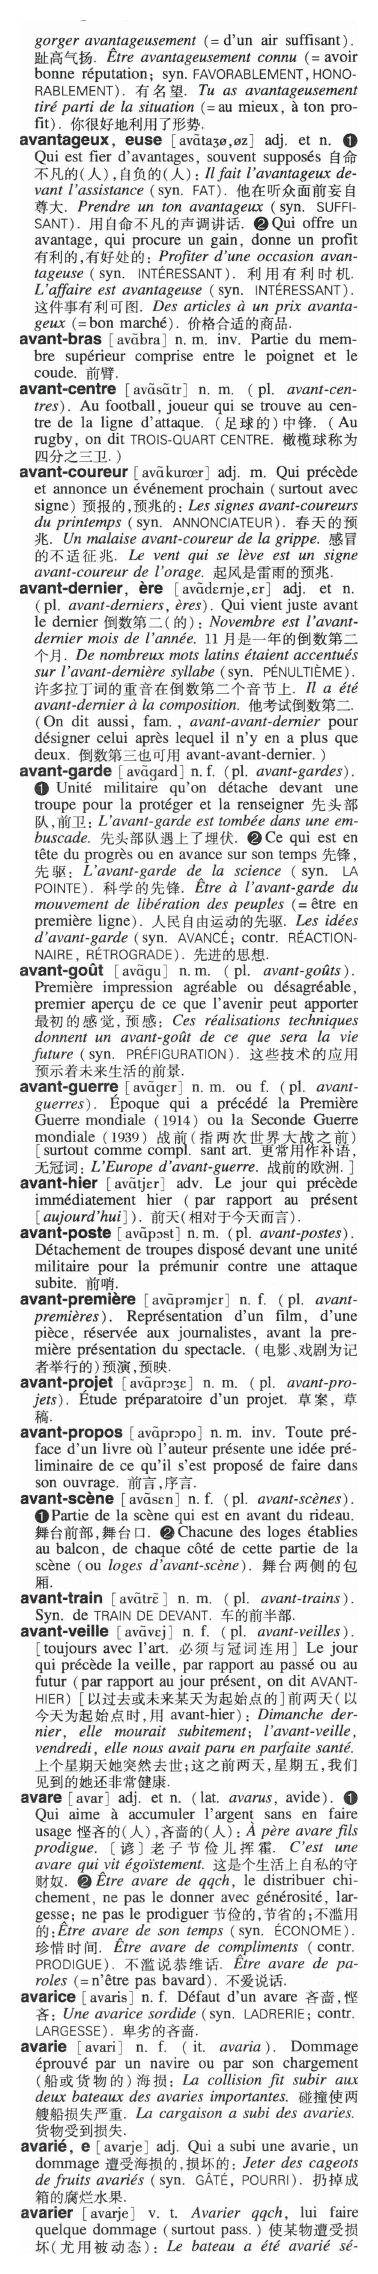 gorger avantageusement (= d'un air suffisant).
趾高气扬. Être avantageusement connu (= avoir
bonne réputation; syn. FAVORABLEMENT, HONO-
RABLEMENT). 有名望. Tu as avantageusement
tiré parti de la situation (= au mieux, à ton pro-
fit). 你很好地利用了形势.
avantageux, euse [avɑ̃taʒø,øz] adj. et n. ❶
Qui est fier d'avantages, souvent supposés 自命
不凡的(人),自负的(人): Il fait l'avantageux de-
vant l'assistance (syn. FAT). 他在听众面前妄自
尊大. Prendre un ton avantageux (syn. SUFFI-
SANT). 用自命不凡的声调讲话. ❷ Qui offre un
avantage, qui procure un gain, donne un profit
有利的,有好处的: Profiter d'une occasion avan-
tageuse (syn. INTÉRESSANT). 利用有利时机.
L'affaire est avantageuse (syn. INTÉRESSANT).
这件事有利可图. Des articles à un prix avanta-
geux (= bon marché). 价格合适的商品.
avant-bras [avɑ̃bra] n. m. inv. Partie du mem-
bre supérieur comprise entre le poignet et le
coude. 前臂.
avant-centre [avɑ̃sɑ̃tr] n. m. (pl. avant-cen-
tres). Au football, joueur qui se trouve au cen-
tre de la ligne d'attaque. (足球的)中锋. (Au
rugby, on dit TROIS-QUART CENTRE. 橄榄球称为
四分之三卫.)
avant-coureur [avɑ̃kurœr] adj. m. Qui précède
et annonce un événement prochain (surtout avec
signe) 预报的,预兆的: Les signes avant-coureurs
du printemps (syn. ANNONCIATEUR). 春天的预
兆. Un malaise avant-coureur de la grippe. 感冒
的不适征兆. Le vent qui se lève est un signe
avant-coureur de l'orage. 起风是雷雨的预兆.
avant-dernier, ère [avɑ̃dɛrnje,ɛr] adj. et n.
(pl. avant-derniers, ères). Qui vient juste avant
le dernier 倒数第二(的): Novembre est l'avant-
dernier mois de l'année. 11 月是一年的倒数第二
个月. De nombreux mots latins étaient accentués
sur l'avant-dernière syllabe (syn. PÉNULTIÈME).
许多拉丁词的重音在倒数第二个音节上. Il a été
avant-dernier à la composition. 他考试倒数第二.
(On dit aussi, fam., avant-avant-dernier pour
désigner celui après lequel il n'y en a plus que
deux. 倒数第三也可用 avant-avant-dernier.)
avant-garde [avɑ̃gard] n. f. (pl. avant-gardes).
❶ Unité militaire qu'on détache devant une
troupe pour la protéger et la renseigner 先头部
队,前卫: L'avant-garde est tombée dans une em-
buscade. 先头部队遇上了埋伏. ❷ Ce qui est en
tête du progrès ou en avance sur son temps 先锋,
先驱: L'avant-garde de la science (syn. LA
POINTE). 科学的先锋. Être à l'avant-garde du
mouvement de libération des peuples (= être en
première ligne). 人民自由运动的先驱. Les idées
d'avant-garde (syn. AVANCÉ; contr. RÉACTION-
NAIRE, RÉTROGRADE). 先进的思想.
avant-goût [avɑ̃gu] n. m. (pl. avant-goûts).
Première impression agréable ou désagréable,
premier aperçu de ce que l'avenir peut apporter
最初的感觉,预感: Ces réalisations techniques
donnent un avant-goût de ce que sera la vie
future (syn. PRÉFIGURATION). 这些技术的应用
预示着未来生活的前景.
avant-guerre [avɑ̃gɛr] n. m. ou f. (pl. avant-
guerres). Époque qui a précédé la Première
Guerre mondiale (1914) ou la Seconde Guerre
mondiale (1939) 战前(指两次世界大战之前)
[surtout comme compl. sant art. 更常用作补语,
无冠词: L'Europe d'avant-guerre. 战前的欧洲.]
avant-hier [avɑ̃tjɛr] adv. Le jour qui précède
immédiatement hier (par rapport au présent
[aujourd'hui]). 前天(相对于今天而言).
avant-poste [avɑ̃pɔst] n. m. (pl. avant-postes).
Détachement de troupes disposé devant une unité
militaire pour la prémunir contre une attaque
subite. 前哨.
avant-première [avɑ̃prəmjɛr] n. f. (pl. avant-
premières). Représentation d'un film, d'une
pièce, réservée aux journalistes, avant la pre-
mière présentation du spectacle. (电影、戏剧为记
者举行的)预演,预映.
avant-projet [avɑ̃prɔʒɛ] n. m. (pl. avant-pro-
jets). Étude préparatoire d'un projet. 草案,草
稿.
avant-propos [avɑ̃prɔpo] n. m. inv. Toute pré-
face d'un livre où l'auteur présente une idée pré-
liminaire de ce qu'il s'est proposé de faire dans
son ouvrage. 前言,序言.
avant-scène [avɑ̃sɛn] n. f. (pl. avant-scènes).
❶ Partie de la scène qui est en avant du rideau.
舞台前部,舞台口. ❷ Chacune des loges établies
au balcon, de chaque côté de cette partie de la
scène (ou loges d'avant-scène). 舞台两侧的包
厢.
avant-train [avɑ̃trɛ̃] n. m. (pl. avant-trains).
Syn. de TRAIN DE DEVANT. 车的前半部.
avant-veille [avɑ̃vɛj] n. f. (pl. avant-veilles).
[toujours avec l'art. 必须与冠词连用] Le jour
qui précède la veille, par rapport au passé ou au
futur (par rapport au jour présent, on dit AVANT-
HIER) [以过去或未来某天为起始点的]前两天(以
今天为起始点时,用 avant-hier): Dimanche der-
nier, elle mourait subitement; l'avant-veille,
vendredi, elle nous avait paru en parfaite santé.
上个星期天她突然去世;这之前两天,星期五,我们
见到的她还非常健康.
avare [avar] adj. et n. (lat. avarus, avide). ❶
Qui aime à accumuler l'argent sans en faire
usage 悭吝的(人),吝啬的(人): À père avare fils
prodigue. [谚]老子节俭儿挥霍. C'est une
avare qui vit égoïstement. 这是个生活上自私的守
财奴. ❷ Être avare de qqch, le distribuer chi-
chement, ne pas le donner avec générosité, lar-
gesse; ne pas le prodiguer 节俭的,节省的;不滥用
的: Être avare de son temps (syn. ÉCONOME).
珍惜时间. Être avare de compliments (contr.
PRODIGUE). 不滥说恭维话. Être avare de pa-
roles (= n'être pas bavard). 不爱说话.
avarice [avaris] n. f. Défaut d'un avare 吝啬,悭
吝: Une avarice sordide (syn. LADRERIE; contr.
LARGESSE). 卑劣的吝啬.
avarie [avari] n. f. (it. avaria). Dommage
éprouvé par un navire ou par son chargement
(船或货物的)海损: La collision fit subir aux
deux bateaux des avaries importantes. 碰撞使两
艘船损失严重. La cargaison a subi des avaries.
货物受到损失.
avarié, e [avarje] adj. Qui a subi une avarie, un
dommage 遭受海损的,损坏的: Jeter des cageots
de fruits avariés (syn. GÂTÉ, POURRI). 扔掉成
箱的腐烂水果.
avarier [avarje] v. t. Avarier qqch, lui faire
quelque dommage (surtout pass.) 使某物遭受损
坏(尤用被动态): Le bateau a été avarié sé-